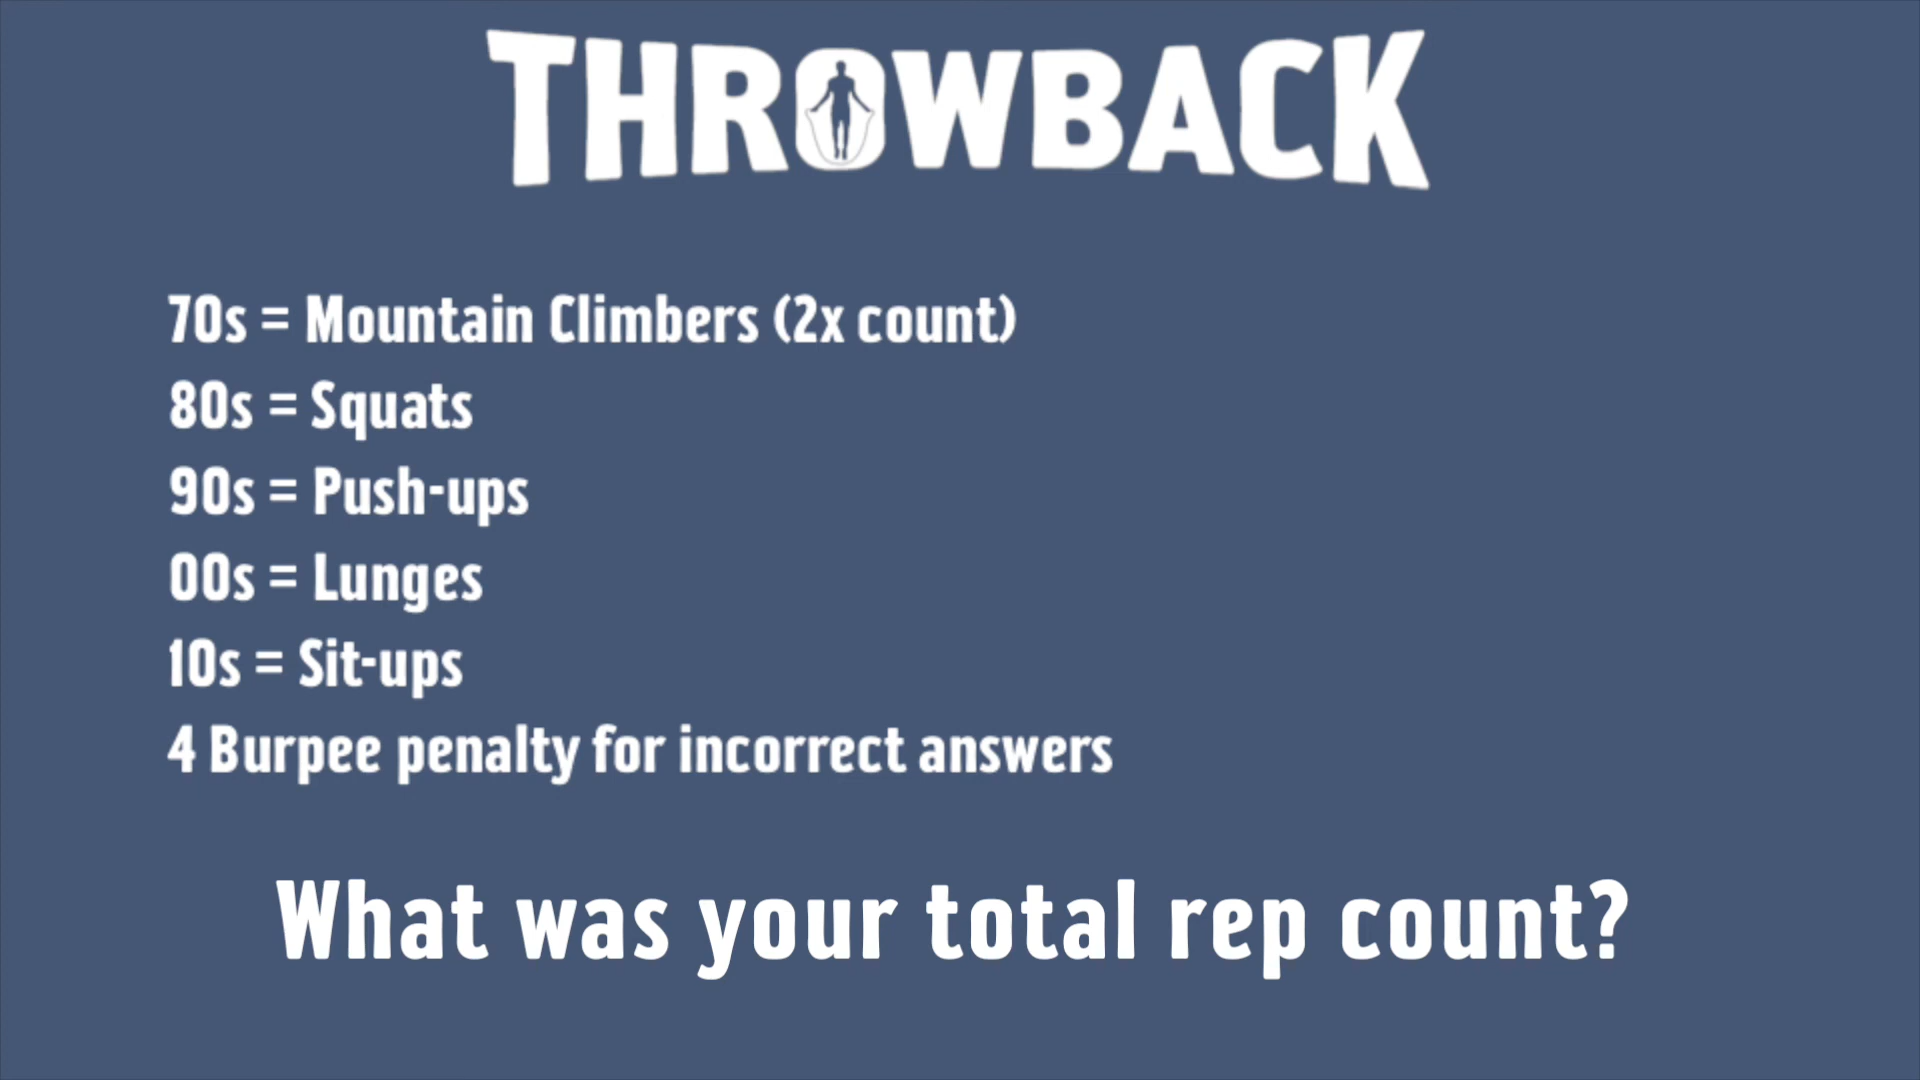 THROWBACK
70s = Mountain Climbers (2x count)
80s = Squats
90s = Push-ups
00s = Lunges
10s = Sit-ups
4 Burpee penalty for incorrect answers
What was your total rep count?